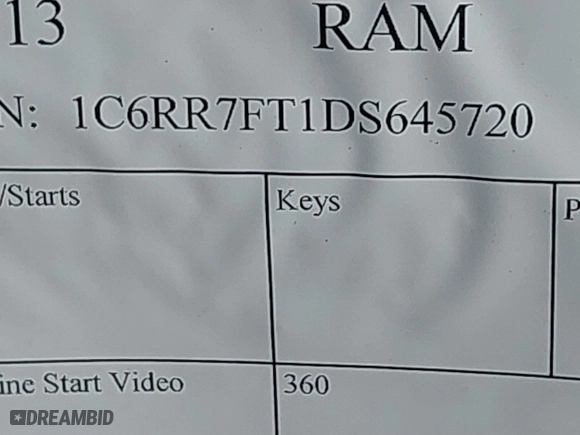 13 RAM
N: 1C6RR7FT1DS645720
/Starts Keys P
ine Start Video 360
DREAMBID